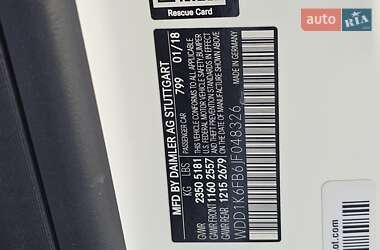 AUTO RIA
Rescue Card
MFD BY DAIMLER AG STUTTGART
PASSENGER CAR 799 01/18
KG LBS
GWR 2350 5181
GAWR FRONT 1160 2557
GAWR REAR 1215 2679
THIS VEHICLE CONFORMS TO ALL APPLICABLE
U.S. FEDERAL MOTOR VEHICLE SAFETY BUMPER
AND THEFT PREVENTION STANDARDS
IN EFFECT ON THE DATE OF MANUFACTURE
SHOWN ABOVE
WDD1K6FB6JF048326
MADE IN GERMANY